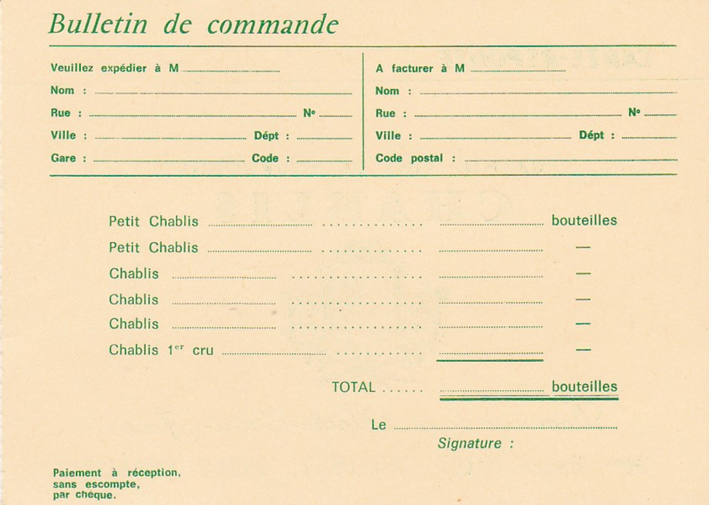 Bulletin de commande
Veuillez expédier à M
Nom :
Rue : N°
Ville : Dépt :
Gare : Code :
A facturer à M
Nom :
Rue : N°
Ville : Dépt :
Code postal :
Petit Chablis bouteilles
Petit Chablis —
Chablis —
Chablis —
Chablis —
Chablis 1er cru —
TOTAL bouteilles
Le
Signature :
Paiement à réception,
sans escompte,
par chèque.